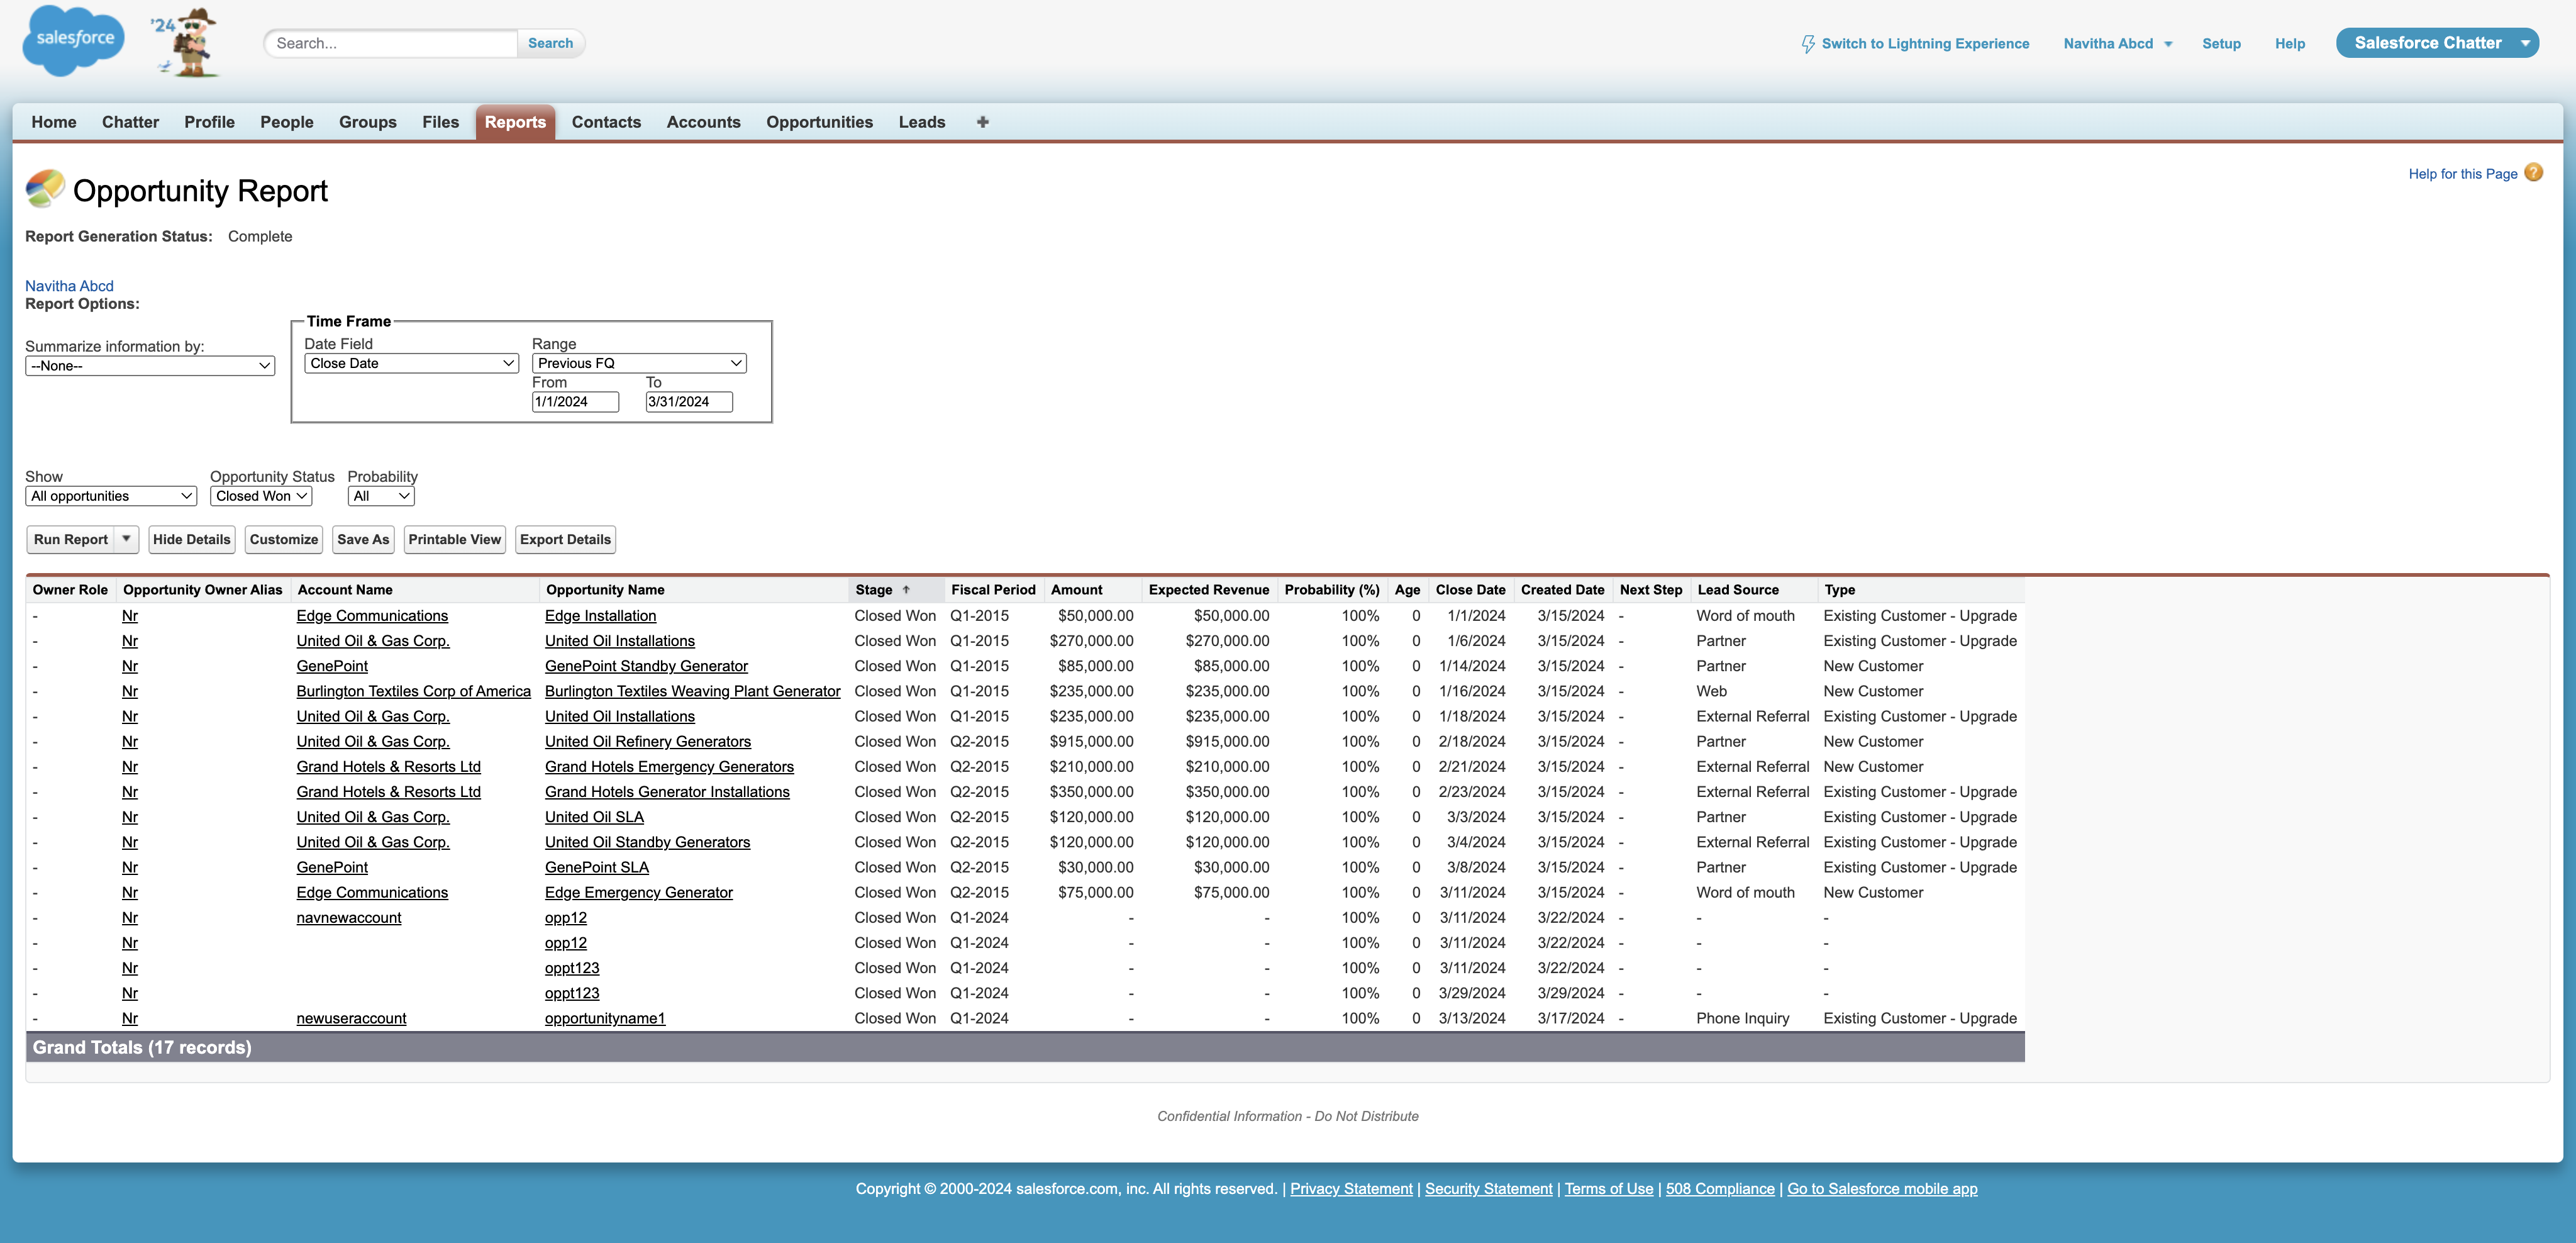 salesforce
'24
Search...
Search
Switch to Lightning Experience
Navitha Abcd
Setup
Help
Salesforce Chatter
Home Chatter Profile People Groups Files Reports Contacts Accounts Opportunities Leads +
Opportunity Report
Help for this Page ?
Report Generation Status: Complete
Navitha Abcd
Report Options:
Summarize information by:
--None--
Time Frame
Date Field Range
Close Date Previous FQ
From To
1/1/2024 3/31/2024
Show Opportunity Status Probability
All opportunities Closed Won All
Run Report Hide Details Customize Save As Printable View Export Details
Owner Role Opportunity Owner Alias Account Name Opportunity Name Stage ↑ Fiscal Period Amount Expected Revenue Probability (%) Age Close Date Created Date Next Step Lead Source Type
- Nr Edge Communications Edge Installation Closed Won Q1-2015 $50,000.00 $50,000.00 100% 0 1/1/2024 3/15/2024 - Word of mouth Existing Customer - Upgrade
- Nr United Oil & Gas Corp. United Oil Installations Closed Won Q1-2015 $270,000.00 $270,000.00 100% 0 1/6/2024 3/15/2024 - Partner Existing Customer - Upgrade
- Nr GenePoint GenePoint Standby Generator Closed Won Q1-2015 $85,000.00 $85,000.00 100% 0 1/14/2024 3/15/2024 - Partner New Customer
- Nr Burlington Textiles Corp of America Burlington Textiles Weaving Plant Generator Closed Won Q1-2015 $235,000.00 $235,000.00 100% 0 1/16/2024 3/15/2024 - Web New Customer
- Nr United Oil & Gas Corp. United Oil Installations Closed Won Q1-2015 $235,000.00 $235,000.00 100% 0 1/18/2024 3/15/2024 - External Referral Existing Customer - Upgrade
- Nr United Oil & Gas Corp. United Oil Refinery Generators Closed Won Q2-2015 $915,000.00 $915,000.00 100% 0 2/18/2024 3/15/2024 - Partner New Customer
- Nr Grand Hotels & Resorts Ltd Grand Hotels Emergency Generators Closed Won Q2-2015 $210,000.00 $210,000.00 100% 0 2/21/2024 3/15/2024 - External Referral New Customer
- Nr Grand Hotels & Resorts Ltd Grand Hotels Generator Installations Closed Won Q2-2015 $350,000.00 $350,000.00 100% 0 2/23/2024 3/15/2024 - External Referral Existing Customer - Upgrade
- Nr United Oil & Gas Corp. United Oil SLA Closed Won Q2-2015 $120,000.00 $120,000.00 100% 0 3/3/2024 3/15/2024 - Partner Existing Customer - Upgrade
- Nr United Oil & Gas Corp. United Oil Standby Generators Closed Won Q2-2015 $120,000.00 $120,000.00 100% 0 3/4/2024 3/15/2024 - External Referral Existing Customer - Upgrade
- Nr GenePoint GenePoint SLA Closed Won Q2-2015 $30,000.00 $30,000.00 100% 0 3/8/2024 3/15/2024 - Partner Existing Customer - Upgrade
- Nr Edge Communications Edge Emergency Generator Closed Won Q2-2015 $75,000.00 $75,000.00 100% 0 3/11/2024 3/15/2024 - Word of mouth New Customer
- Nr navnewaccount opp12 Closed Won Q1-2024 - - 100% 0 3/11/2024 3/22/2024 - - -
- Nr opp12 Closed Won Q1-2024 - - 100% 0 3/11/2024 3/22/2024 - - -
- Nr oppt123 Closed Won Q1-2024 - - 100% 0 3/11/2024 3/22/2024 - - -
- Nr oppt123 Closed Won Q1-2024 - - 100% 0 3/29/2024 3/29/2024 - - -
- Nr newuseraccount opportunityname1 Closed Won Q1-2024 - - 100% 0 3/13/2024 3/17/2024 - Phone Inquiry Existing Customer - Upgrade
Grand Totals (17 records)
Confidential Information - Do Not Distribute
Copyright © 2000-2024 salesforce.com, inc. All rights reserved. | Privacy Statement | Security Statement | Terms of Use | 508 Compliance | Go to Salesforce mobile app